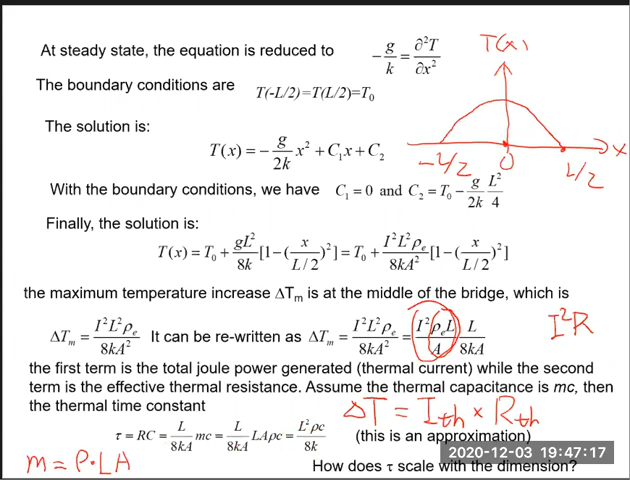 At steady state, the equation is reduced to -g/k = ∂²T/∂x²
T(x)
The boundary conditions are T(-L/2)=T(L/2)=T₀
The solution is:
T(x) = -g/2k x² + C₁x + C₂
-L/2 0 L/2 x
With the boundary conditions, we have C₁ = 0 and C₂ = T₀ - g/2k L²/4
Finally, the solution is:
T(x) = T₀ + gL²/8k [1-(x/L/2)²] = T₀ + I²L²ρₑ/8kA² [1-(x/L/2)²]
the maximum temperature increase ΔTₘ is at the middle of the bridge, which is
ΔTₘ = I²L²ρₑ/8kA² It can be re-written as ΔTₘ = I²L²ρₑ/8kA² = I²ρₑL/A L/8kA
I²R
the first term is the total joule power generated (thermal current) while the second
term is the effective thermal resistance. Assume the thermal capacitance is mc, then
the thermal time constant
ΔT = Ith × Rth
τ = RC = L/8kA mc = L/8kA LAρc = L²ρc/8k (this is an approximation)
2020-12-03 19:47:17
m = ρ·LA
How does τ scale with the dimension?